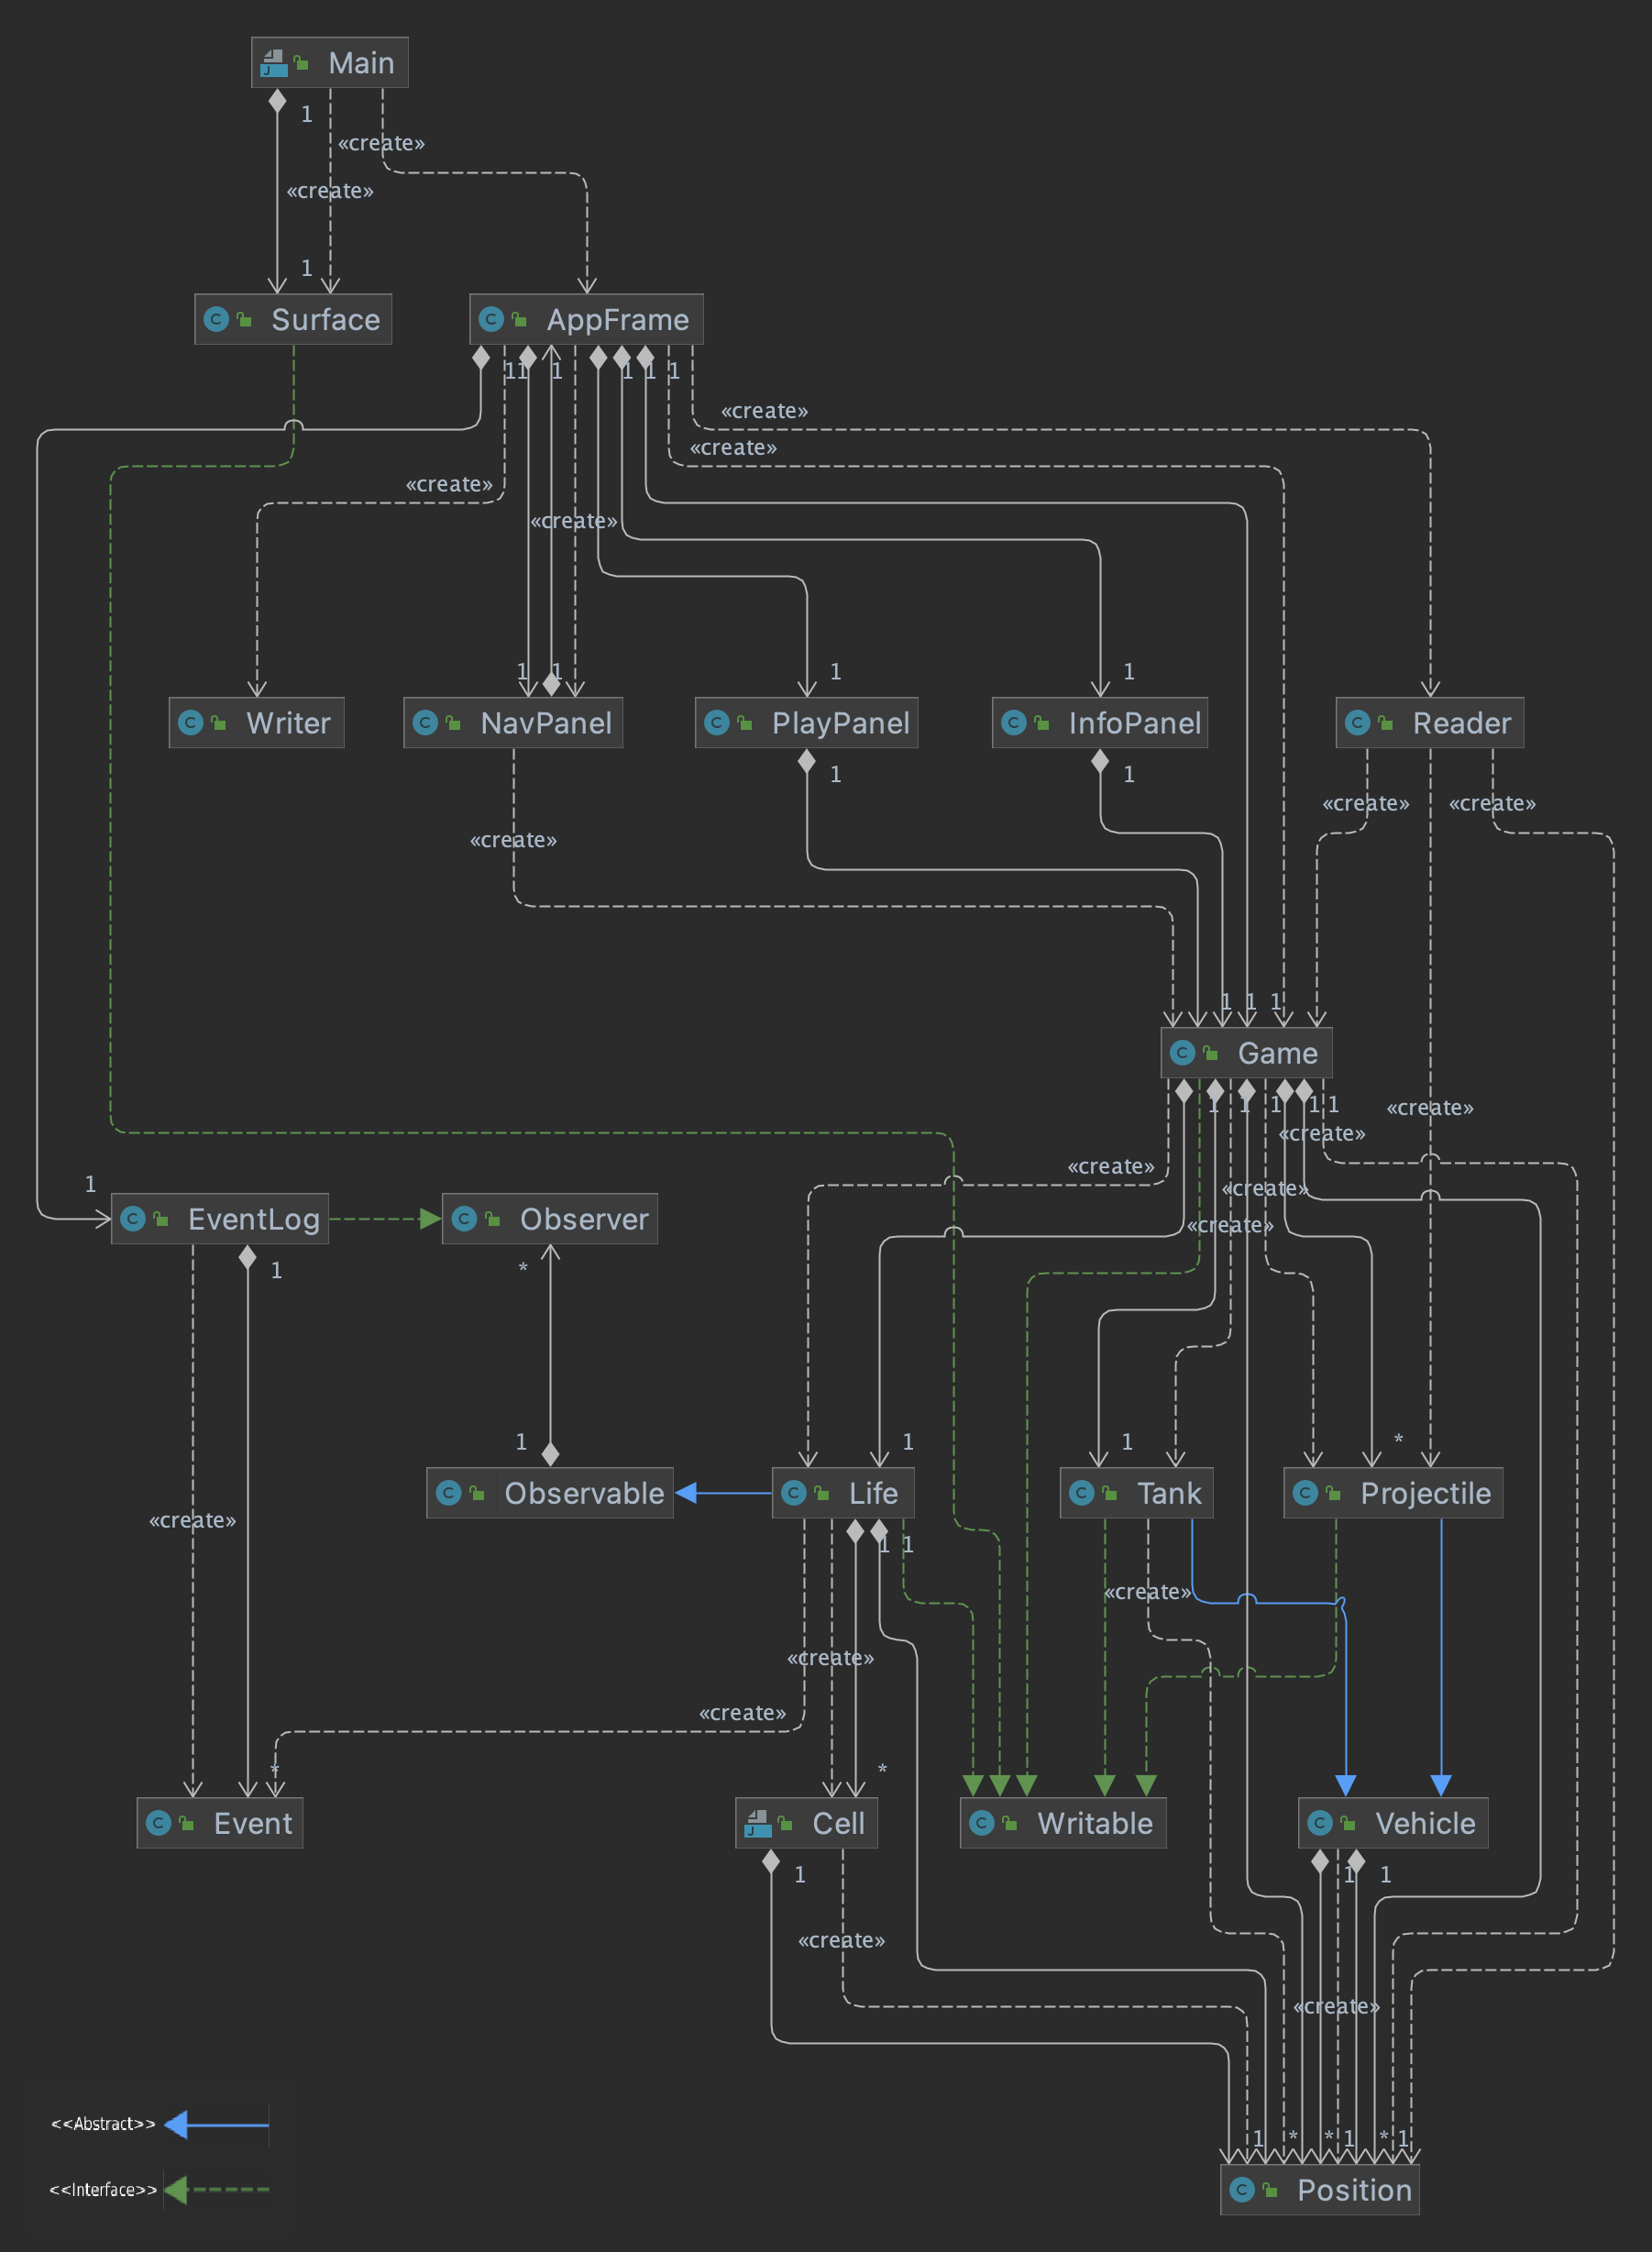 Main
1
«create»
«create»
1
Surface
AppFrame
1 1 1 1 1 1
«create»
«create»
«create»
«create»
1 1 1 1
Writer
NavPanel
PlayPanel
InfoPanel
Reader
1 1
«create» «create»
«create»
1 1 1
Game
1 1 1 1 1
«create»
«create»
«create»
1
«create»
EventLog
Observer
«create»
1
*
1 1 1 *
Observable
Life
Tank
Projectile
«create»
1 1
«create»
«create»
«create»
* *
Event
Cell
Writable
Vehicle
1 1 1
«create»
«create»
1 * * 1 * 1
<<Abstract>>
<<Interface>>
Position